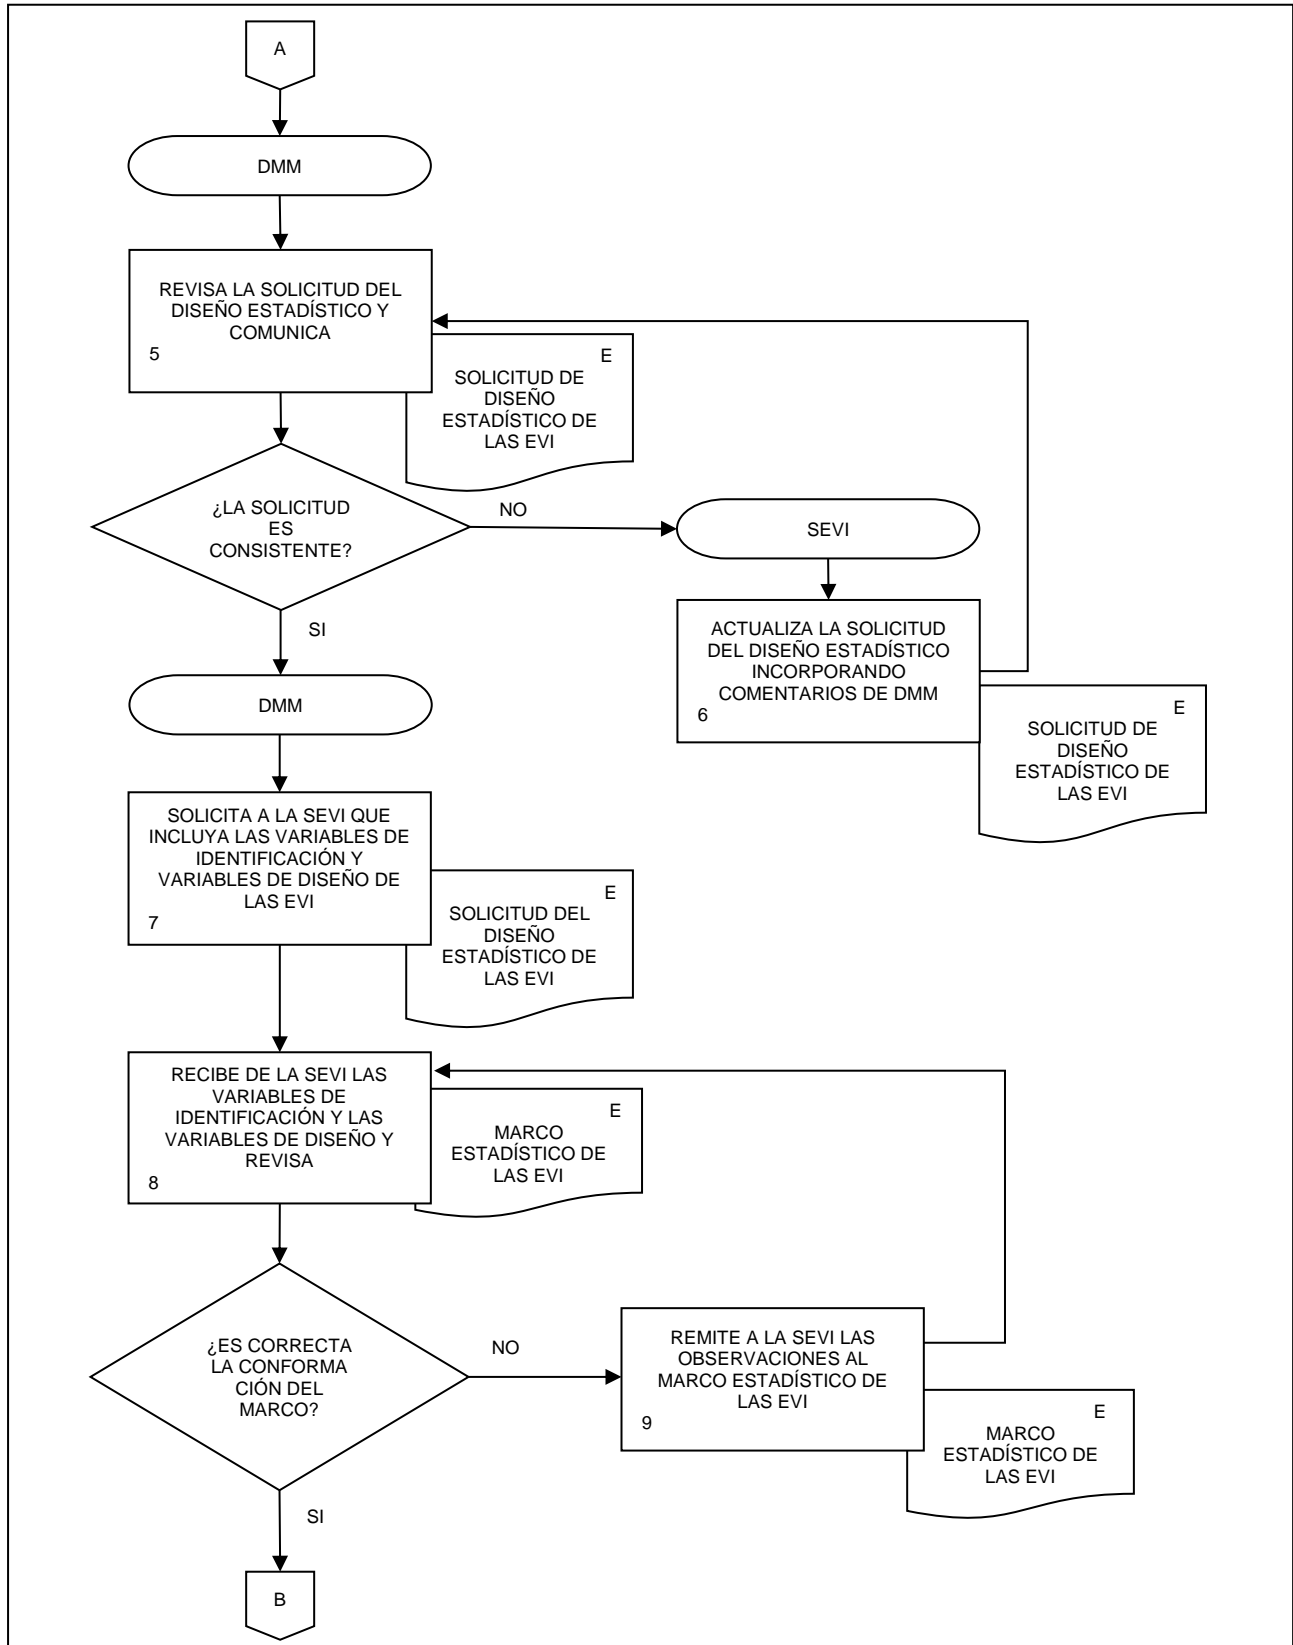 A
DMM
REVISA LA SOLICITUD DEL
DISEÑO ESTADÍSTICO Y
COMUNICA
5
E
SOLICITUD DE
DISEÑO
ESTADÍSTICO DE
LAS EVI
¿LA SOLICITUD
ES
CONSISTENTE?
NO
SEVI
SI
ACTUALIZA LA SOLICITUD
DEL DISEÑO ESTADÍSTICO
INCORPORANDO
COMENTARIOS DE DMM
6
E
SOLICITUD DE
DISEÑO
ESTADÍSTICO DE
LAS EVI
DMM
SOLICITA A LA SEVI QUE
INCLUYA LAS VARIABLES DE
IDENTIFICACIÓN Y
VARIABLES DE DISEÑO DE
LAS EVI
7
E
SOLICITUD DEL
DISEÑO
ESTADÍSTICO DE
LAS EVI
RECIBE DE LA SEVI LAS
VARIABLES DE
IDENTIFICACIÓN Y LAS
VARIABLES DE DISEÑO Y
REVISA
8
E
MARCO
ESTADÍSTICO DE
LAS EVI
¿ES CORRECTA
LA CONFORMA
CIÓN DEL
MARCO?
NO
REMITE A LA SEVI LAS
OBSERVACIONES AL
MARCO ESTADÍSTICO DE
LAS EVI
9
E
MARCO
ESTADÍSTICO DE
LAS EVI
SI
B